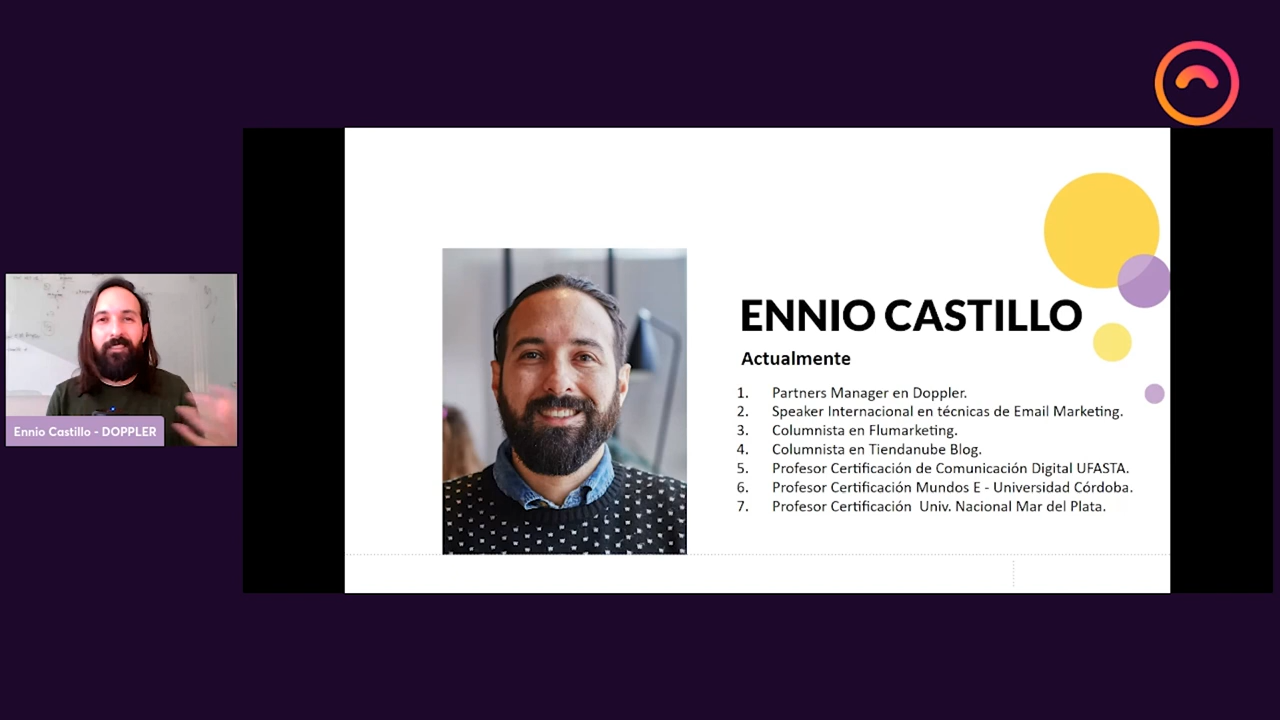 ENNIO CASTILLO
Actualmente
1. Partners Manager en Doppler.
2. Speaker Internacional en técnicas de Email Marketing.
3. Columnista en Flumarketing.
4. Columnista en Tiendanube Blog.
5. Profesor Certificación de Comunicación Digital UFASTA.
6. Profesor Certificación Mundos E - Universidad Córdoba.
7. Profesor Certificación Univ. Nacional Mar del Plata.
Ennio Castillo - DOPPLER